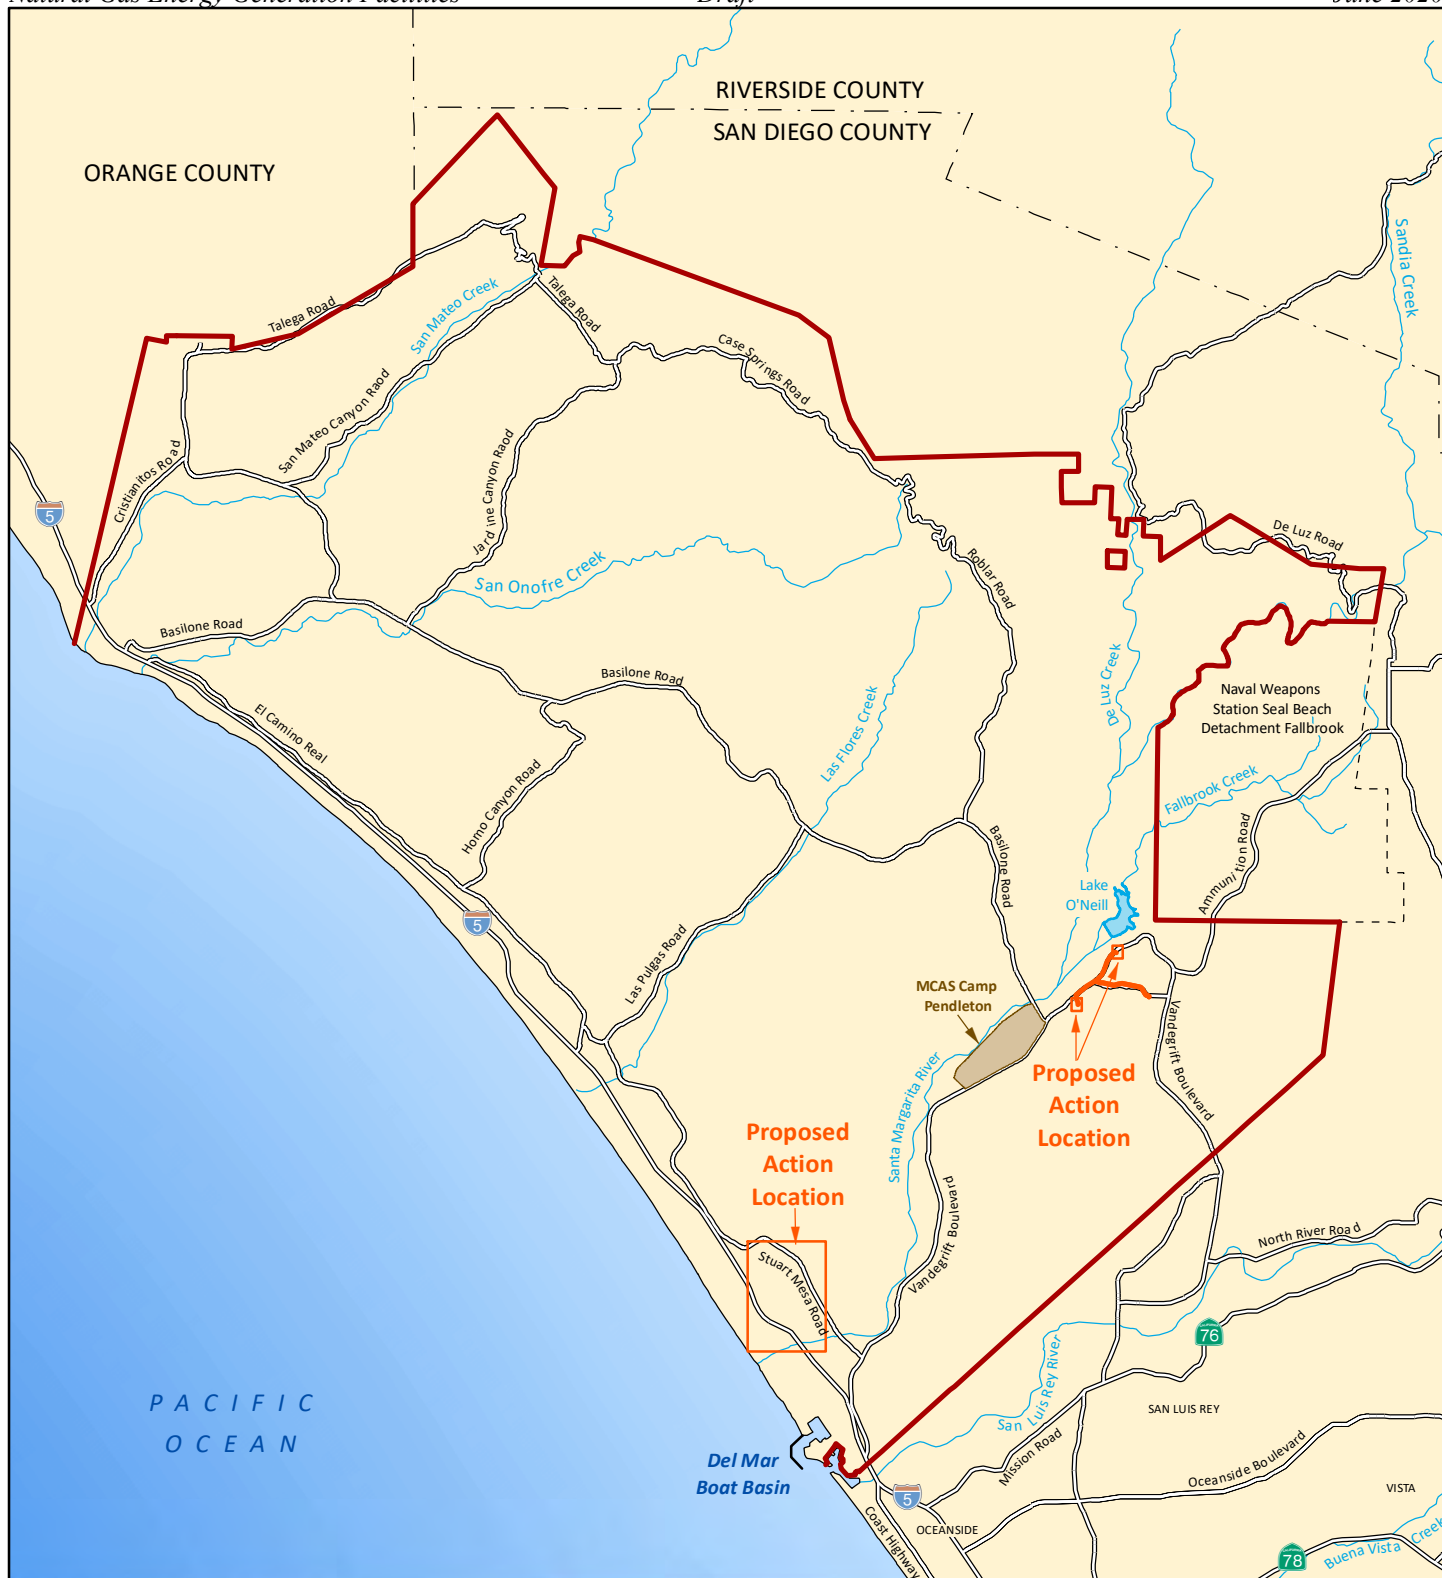 Natural Gas Energy Generation Facilities
Draft
June 2020
RIVERSIDE COUNTY
SAN DIEGO COUNTY
ORANGE COUNTY
Sandia Creek
Talega Road
San Mateo Creek
Talega Road
Case Springs Road
San Mateo Canyon Raod
Cristianitos Road
Jardine Canyon Raod
5
De Luz Road
San Onofre Creek
Roblar Road
Basilone Road
Basilone Road
De Luz Creek
Naval Weapons
Station Seal Beach
Detachment Fallbrook
El Camino Real
Las Flores Creek
Horno Canyon Road
Fallbrook Creek
Basilone Road
Ammunition Road
Lake
O'Neill
5
Las Pulgas Road
MCAS Camp
Pendleton
Vandegrift Boulevard
Santa Margarita River
Proposed
Action
Location
Proposed
Action
Location
Vandegrift Boulevard
North River Road
Stuart Mesa Road
76
San Luis Rey River
PACIFIC
OCEAN
SAN LUIS REY
Mission Road
Del Mar
Boat Basin
Oceanside Boulevard
VISTA
5
OCEANSIDE
Coast Highway
Buena Vista Creek
78